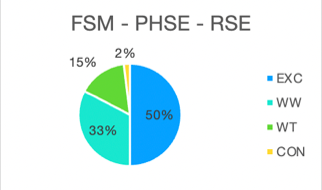 FSM - PHSE - RSE
2%
15%
EXC
WW
50%
33%
WT
CON